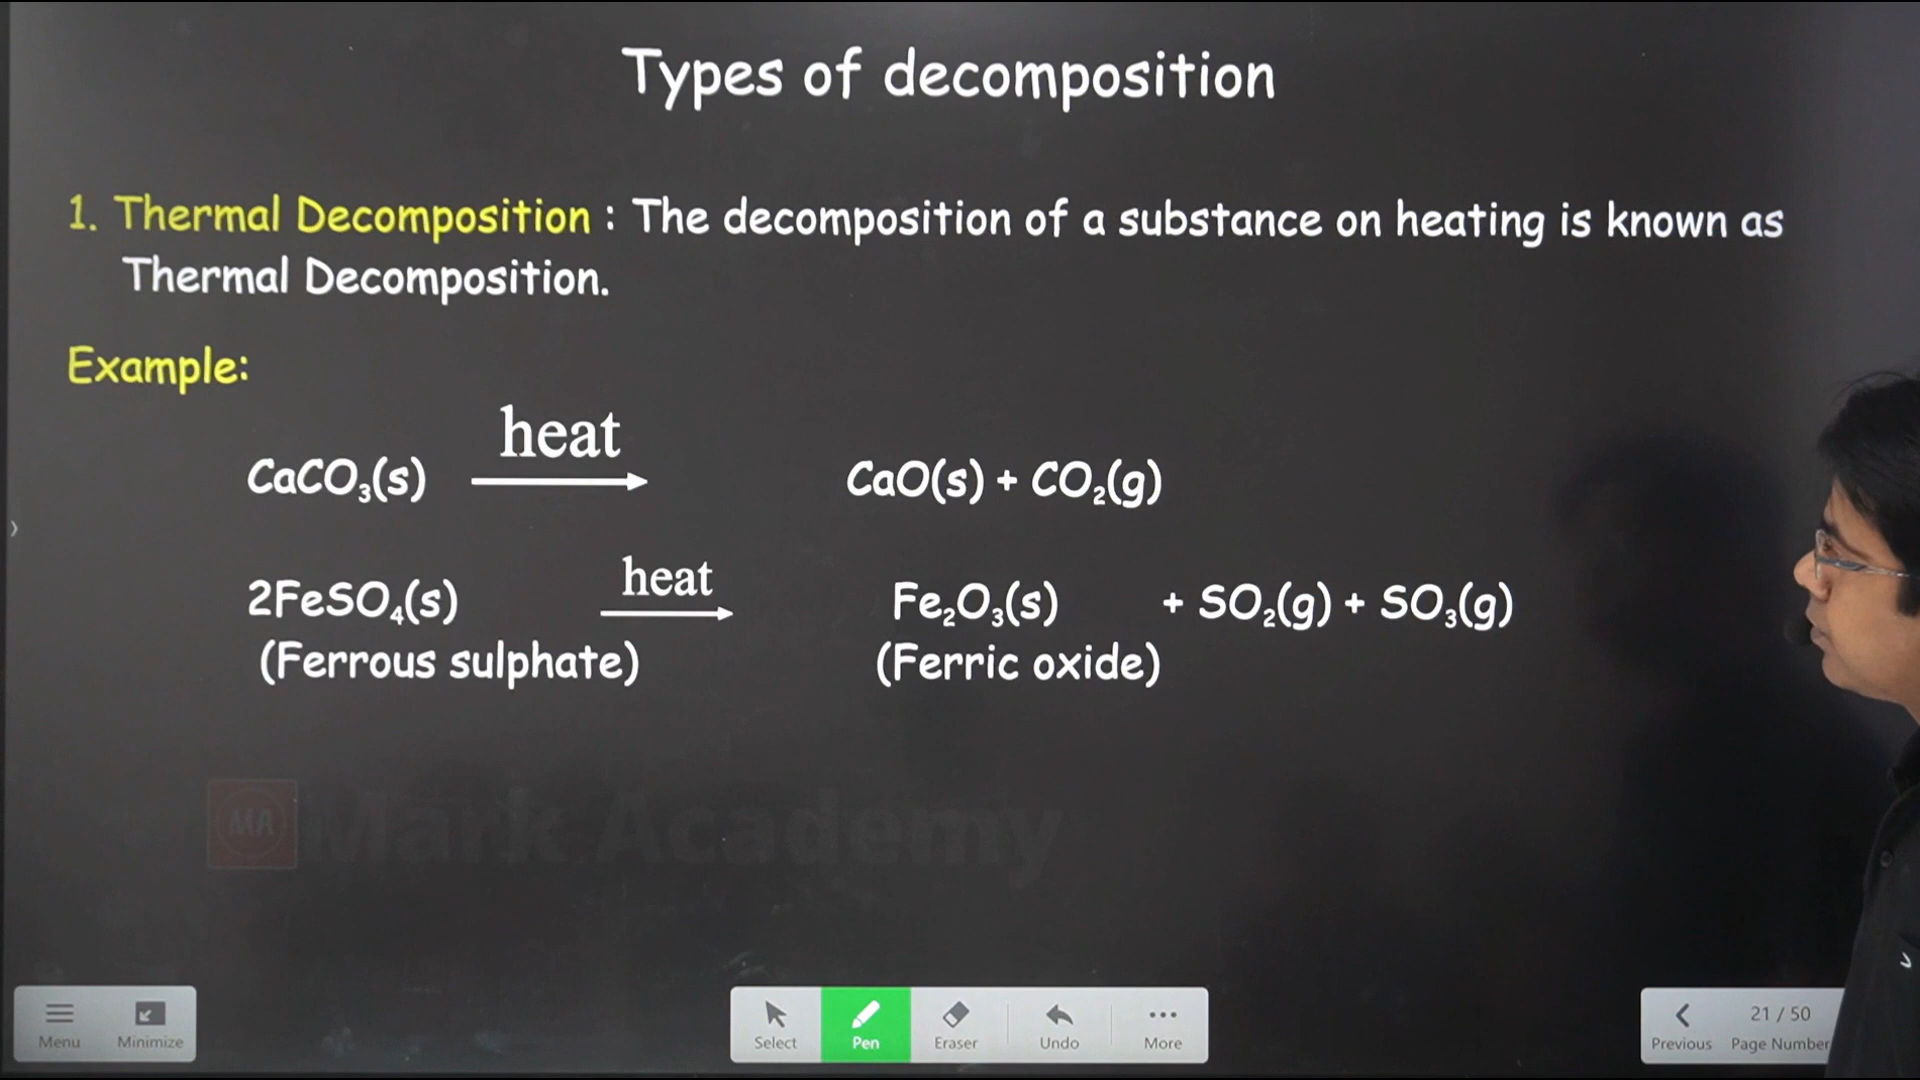 Types of decomposition
1. Thermal Decomposition : The decomposition of a substance on heating is known as
Thermal Decomposition.
Example:
CaCO₃(s) heat CaO(s) + CO₂(g)
2FeSO₄(s) heat Fe₂O₃(s) + SO₂(g) + SO₃(g)
(Ferrous sulphate) (Ferric oxide)
MA Mark Academy
Menu Minimize Select Pen Eraser Undo More Previous 21 / 50 Page Number